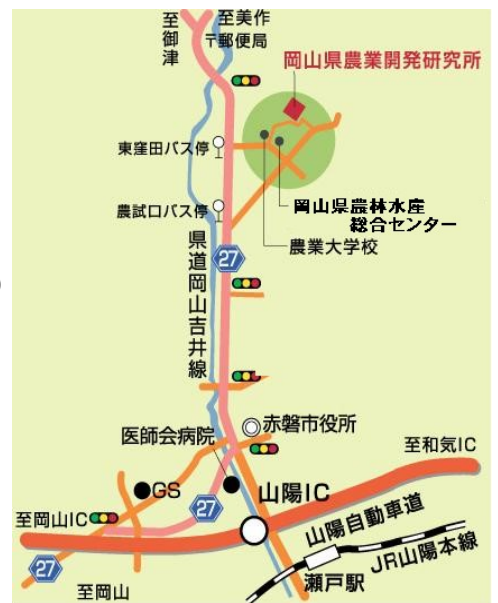 至美作
至御津
〒郵便局
岡山県農業開発研究所
東窪田バス停
岡山県農林水産
総合センター
農試口バス停
農業大学校
27
県道岡山吉井線
赤磐市役所
医師会病院
至和気IC
GS
山陽IC
27
至岡山IC
山陽自動車道
JR山陽本線
27
瀬戸駅
至岡山